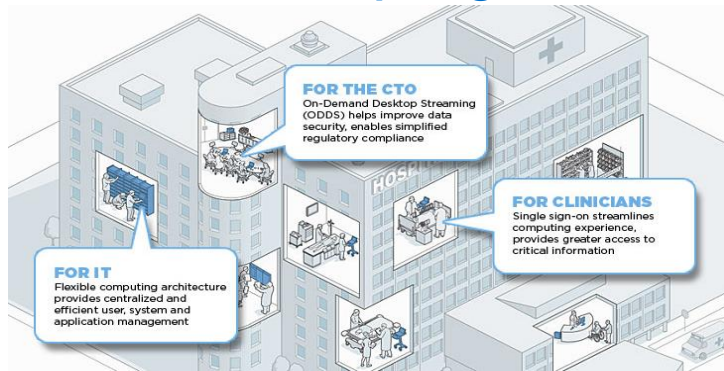 FOR THE CTO
On-Demand Desktop Streaming
(ODDS) helps improve data
security, enables simplified
regulatory compliance
FOR CLINICIANS
Single sign-on streamlines
computing experience,
provides greater access to
critical information
FOR IT
Flexible computing architecture
provides centralized and
efficient user, system and
application management